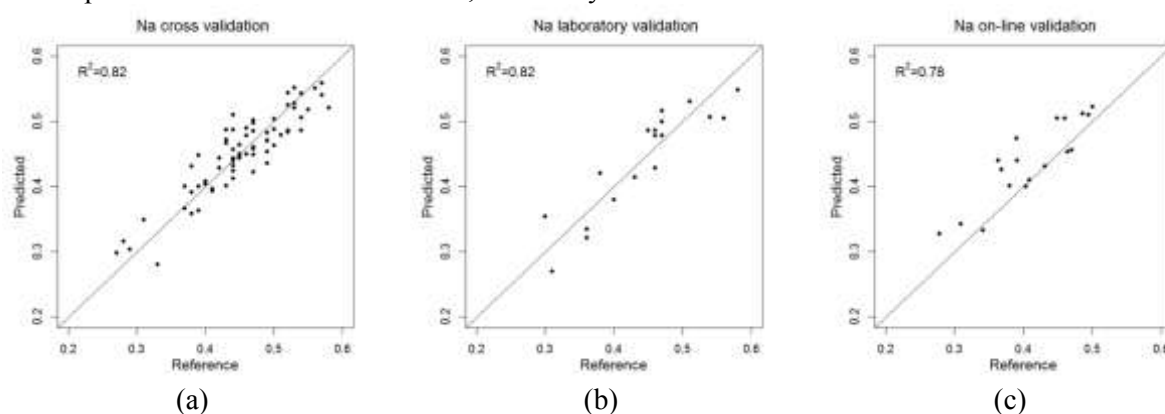 Na cross validation
R²=0.82
Predicted
0.6
0.5
0.4
0.3
0.2
0.2 0.3 0.4 0.5 0.6
Reference
(a)
Na laboratory validation
R²=0.82
Predicted
0.6
0.5
0.4
0.3
0.2
0.2 0.3 0.4 0.5 0.6
Reference
(b)
Na on-line validation
R²=0.78
Predicted
0.6
0.5
0.4
0.3
0.2
0.2 0.3 0.4 0.5 0.6
Reference
(c)